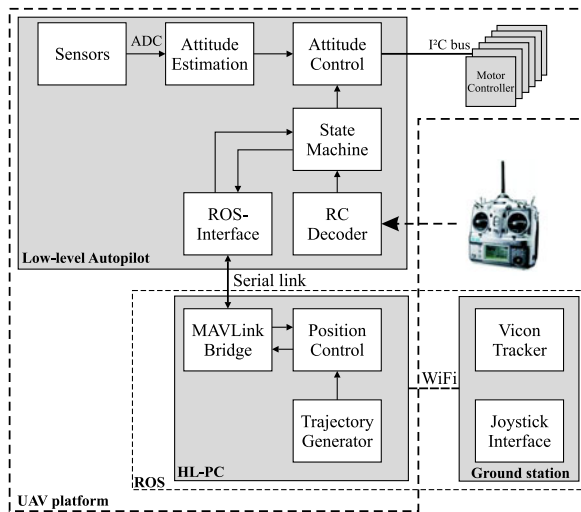 Sensors
ADC
Attitude
Estimation
Attitude
Control
I²C bus
Motor
Controller
State
Machine
ROS-
Interface
RC
Decoder
Low-level Autopilot
Serial link
MAVLink
Bridge
Position
Control
WiFi
Vicon
Tracker
Trajectory
Generator
Joystick
Interface
HL-PC
Ground station
ROS
UAV platform